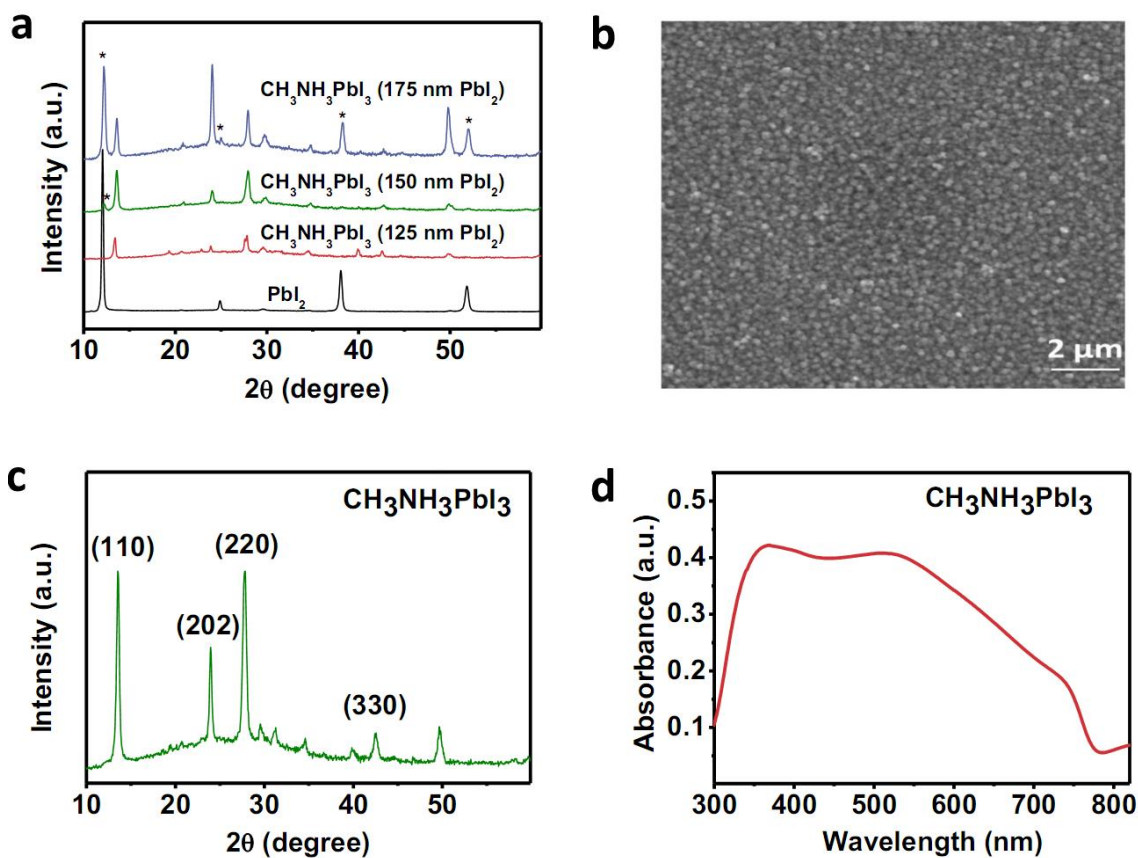 a
*
CH₃NH₃PbI₃ (175 nm PbI₂)
*
*
*
CH₃NH₃PbI₃ (150 nm PbI₂)
*
CH₃NH₃PbI₃ (125 nm PbI₂)
PbI₂
Intensity (a.u.)
10 20 30 40 50
2θ (degree)
b
2 μm
c
CH₃NH₃PbI₃
(110)
(220)
(202)
(330)
Intensity (a.u.)
10 20 30 40 50
2θ (degree)
d
CH₃NH₃PbI₃
0.5
0.4
0.3
0.2
0.1
Absorbance (a.u.)
300 400 500 600 700 800
Wavelength (nm)